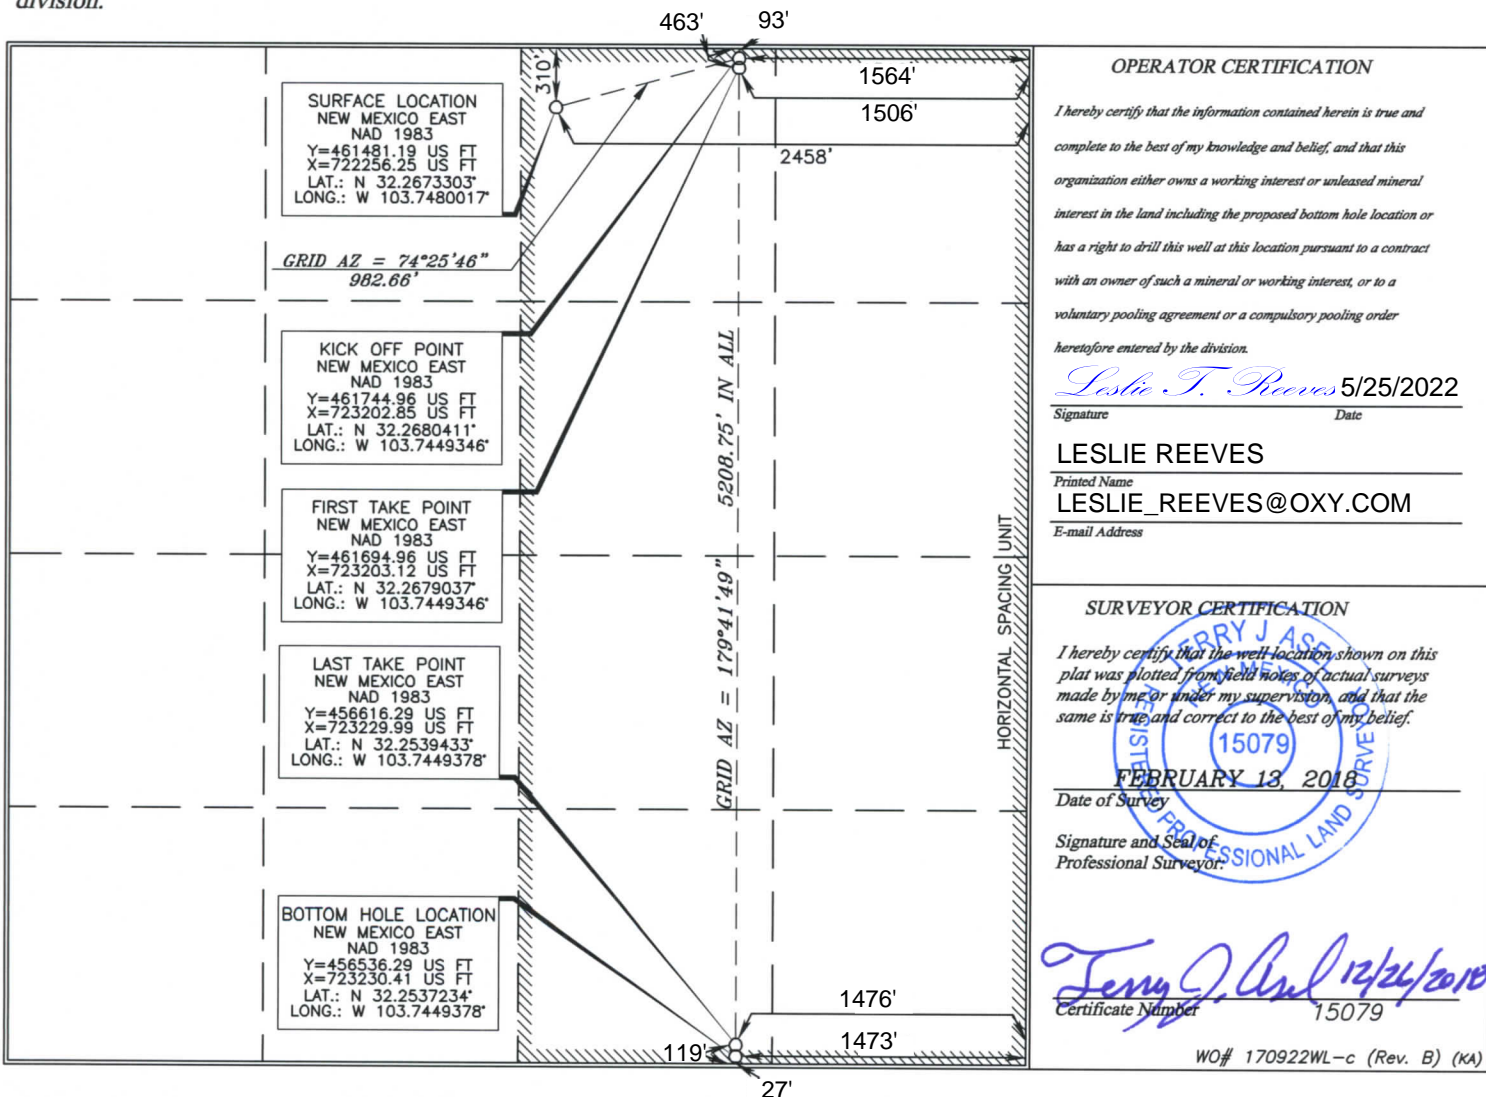 division.
463'
93'
310'
1564'
1506'
2458'
SURFACE LOCATION
NEW MEXICO EAST
NAD 1983
Y=461481.19 US FT
X=722256.25 US FT
LAT.: N 32.2673303°
LONG.: W 103.7480017°
GRID AZ = 74°25'46"
982.66'
KICK OFF POINT
NEW MEXICO EAST
NAD 1983
Y=461744.96 US FT
X=723202.85 US FT
LAT.: N 32.2680411°
LONG.: W 103.7449346°
FIRST TAKE POINT
NEW MEXICO EAST
NAD 1983
Y=461694.96 US FT
X=723203.12 US FT
LAT.: N 32.2679037°
LONG.: W 103.7449346°
LAST TAKE POINT
NEW MEXICO EAST
NAD 1983
Y=456616.29 US FT
X=723229.99 US FT
LAT.: N 32.2539433°
LONG.: W 103.7449378°
BOTTOM HOLE LOCATION
NEW MEXICO EAST
NAD 1983
Y=456536.29 US FT
X=723230.41 US FT
LAT.: N 32.2537234°
LONG.: W 103.7449378°
GRID AZ = 179°41'49" 5208.75' IN ALL
HORIZONTAL SPACING UNIT
1476'
1473'
119'
27'
OPERATOR CERTIFICATION
I hereby certify that the information contained herein is true and
complete to the best of my knowledge and belief, and that this
organization either owns a working interest or unleased mineral
interest in the land including the proposed bottom hole location or
has a right to drill this well at this location pursuant to a contract
with an owner of such a mineral or working interest, or to a
voluntary pooling agreement or a compulsory pooling order
heretofore entered by the division.
Leslie T. Reeves 5/25/2022
Signature Date
LESLIE REEVES
Printed Name
LESLIE_REEVES@OXY.COM
E-mail Address
SURVEYOR CERTIFICATION
I hereby certify that the well location shown on this
plat was plotted from field notes of actual surveys
made by me or under my supervision, and that the
same is true and correct to the best of my belief.
TERRY J ASEL
NEW MEXICO
15079
REGISTERED PROFESSIONAL LAND SURVEYOR
FEBRUARY 13, 2018
Date of Survey
Signature and Seal of
Professional Surveyor:
Terry J. Asel 12/26/2018
Certificate Number 15079
WO# 170922WL-c (Rev. B) (KA)